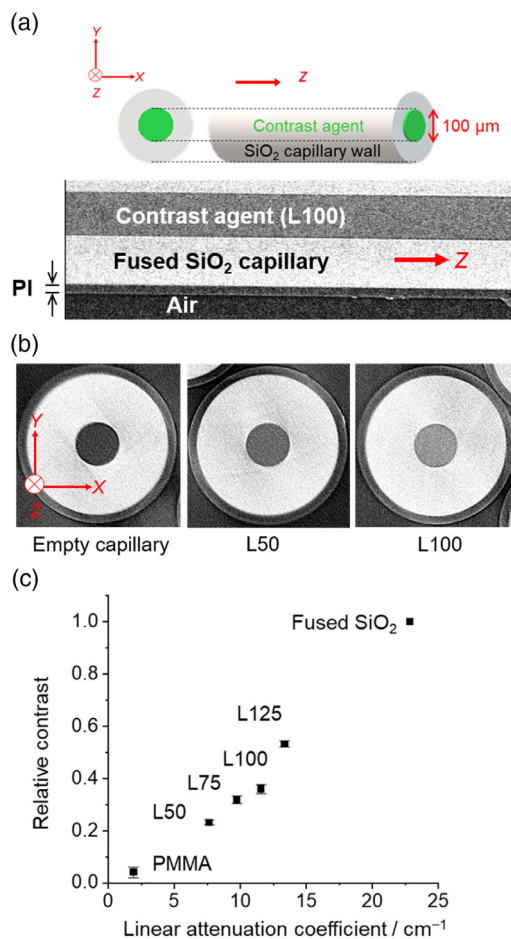 (a)
Y
X
Z
z
Contrast agent
100 μm
SiO₂ capillary wall
Contrast agent (L100)
Fused SiO₂ capillary
Z
PI
Air
(b)
Y
X
Z
Empty capillary
L50
L100
(c)
Relative contrast
1.0
0.8
0.6
0.4
0.2
0.0
Fused SiO₂
L125
L100
L75
L50
PMMA
0
5
10
15
20
25
Linear attenuation coefficient / cm⁻¹